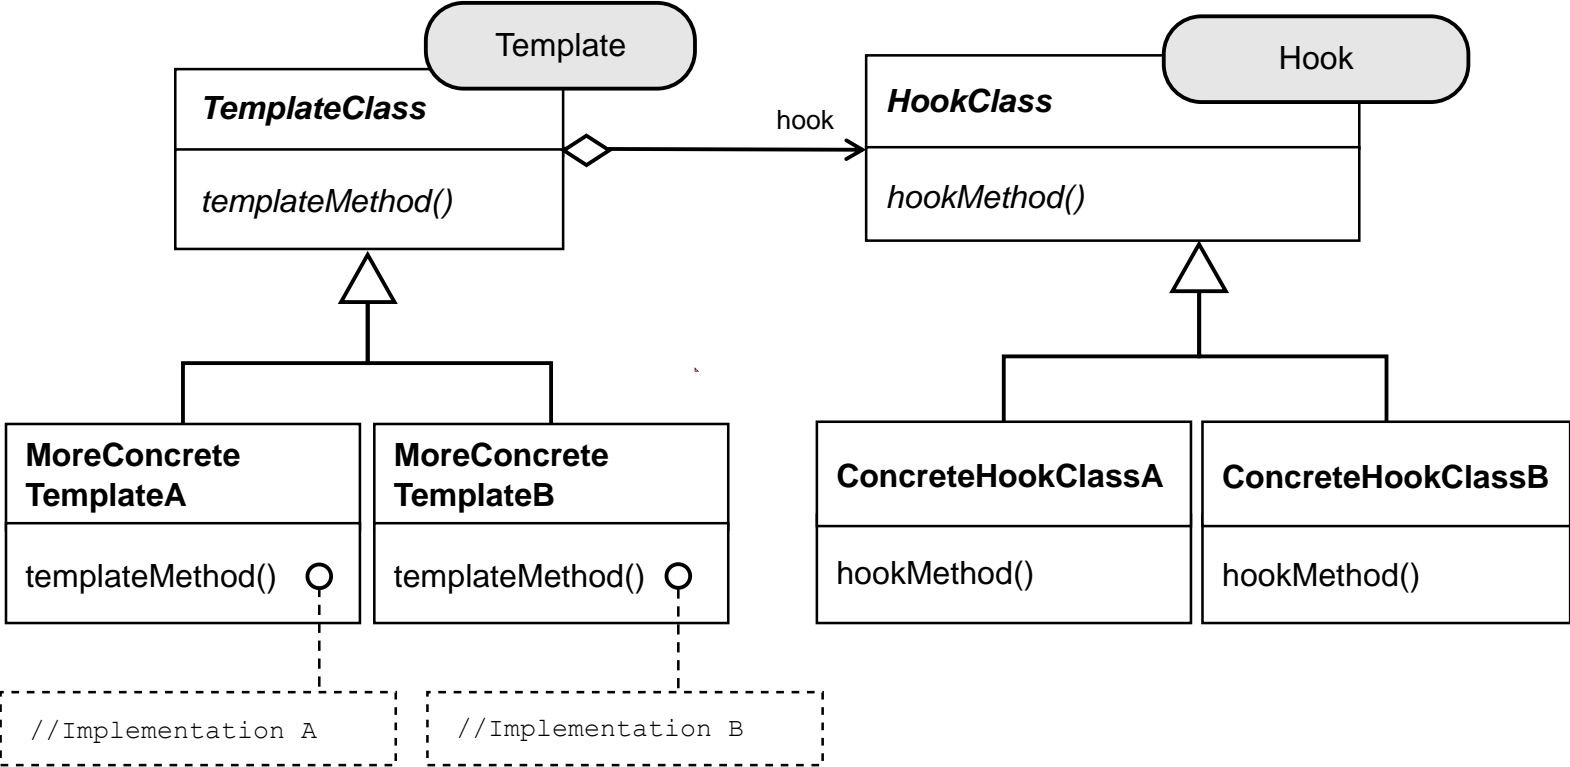 Template
Hook
TemplateClass
hook
HookClass
templateMethod()
hookMethod()
MoreConcrete
TemplateA
MoreConcrete
TemplateB
ConcreteHookClassA
ConcreteHookClassB
templateMethod()
templateMethod()
hookMethod()
hookMethod()
//Implementation A
//Implementation B